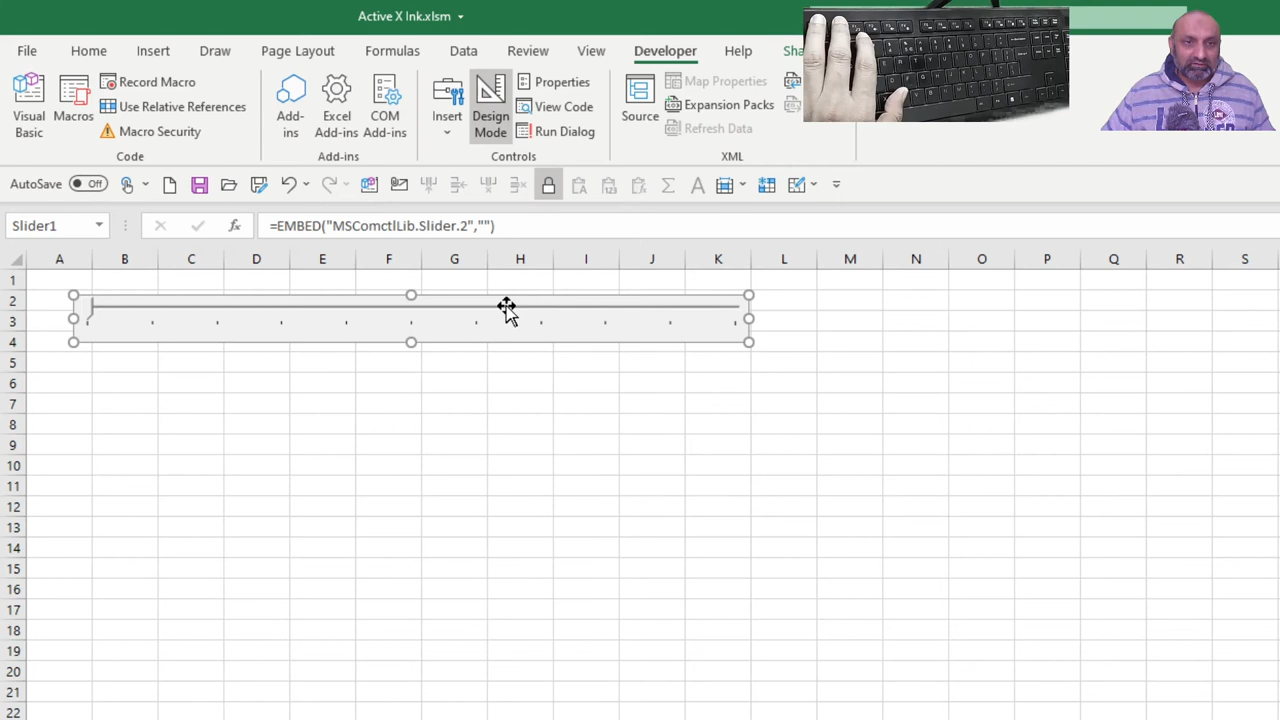 Active X Ink.xlsm
File Home Insert Draw Page Layout Formulas Data Review View Developer Help
Visual Basic
Macros
Record Macro
Use Relative References
Macro Security
Code
Add-ins
Excel Add-ins
COM Add-ins
Add-ins
Insert
Design Mode
Properties
View Code
Run Dialog
Controls
Source
Map Properties
Expansion Packs
Refresh Data
XML
AutoSave Off
Slider1
fx
=EMBED("MSComctlLib.Slider.2","")
A B C D E F G H I J K L M N O P Q R S
1
2
3
4
5
6
7
8
9
10
11
12
13
14
15
16
17
18
19
20
21
22